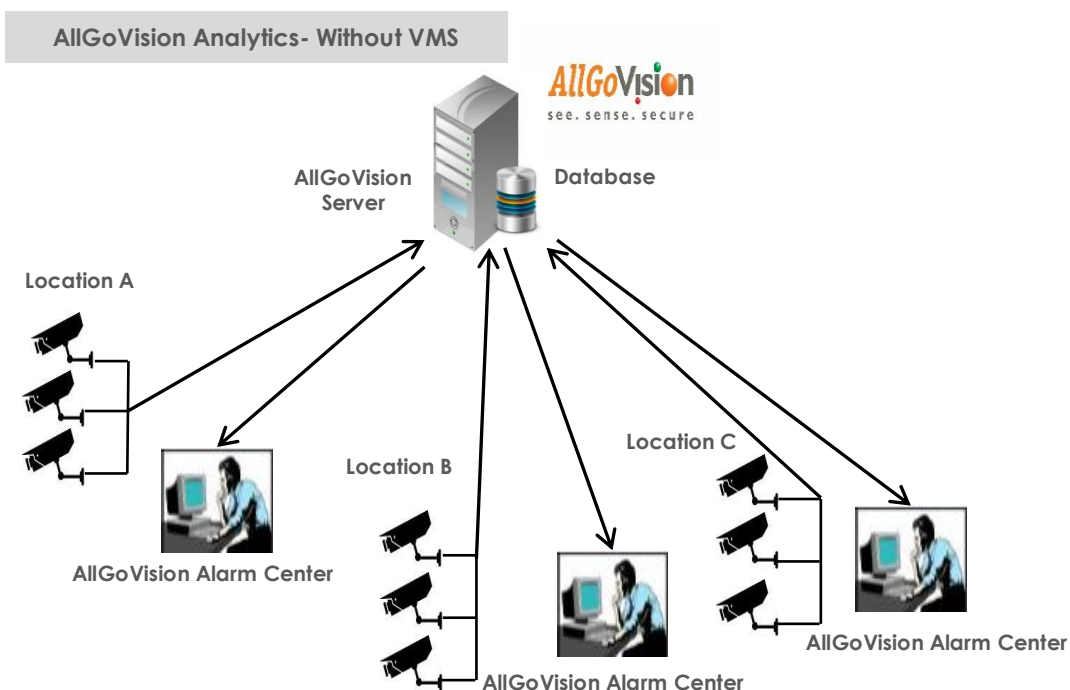 AllGoVision Analytics- Without VMS
AllGoVision
see. sense. secure
AllGoVision
Server
Database
Location A
Location B
Location C
AllGoVision Alarm Center
AllGoVision Alarm Center
AllGoVision Alarm Center